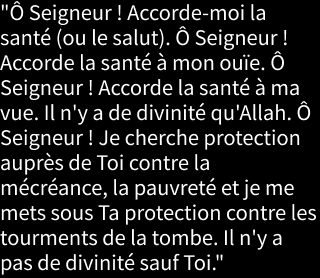 "Ô Seigneur ! Accorde-moi la
santé (ou le salut). Ô Seigneur !
Accorde la santé à mon ouïe. Ô
Seigneur ! Accorde la santé à ma
vue. Il n'y a de divinité qu'Allah. Ô
Seigneur ! Je cherche protection
auprès de Toi contre la
mécréance, la pauvreté et je me
mets sous Ta protection contre les
tourments de la tombe. Il n'y a
pas de divinité sauf Toi."